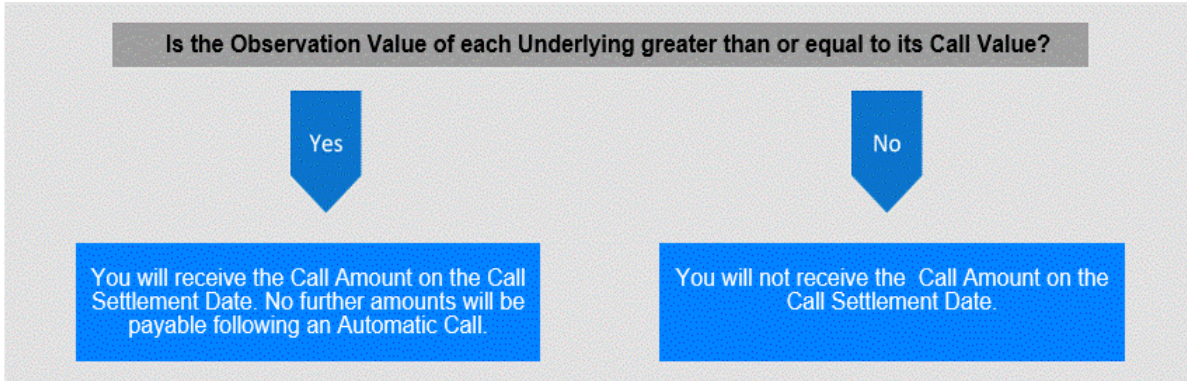 Is the Observation Value of each Underlying greater than or equal to its Call Value?
Yes
No
You will receive the Call Amount on the Call
Settlement Date. No further amounts will be
payable following an Automatic Call.
You will not receive the Call Amount on the
Call Settlement Date.